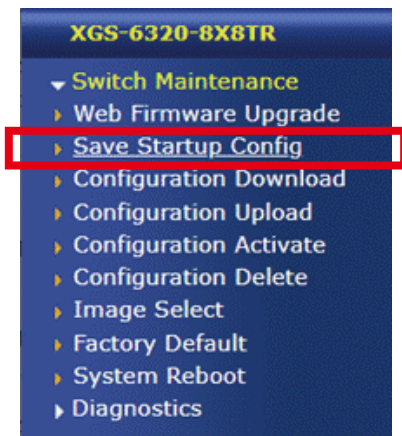 XGS-6320-8X8TR
Switch Maintenance
Web Firmware Upgrade
Save Startup Config
Configuration Download
Configuration Upload
Configuration Activate
Configuration Delete
Image Select
Factory Default
System Reboot
Diagnostics